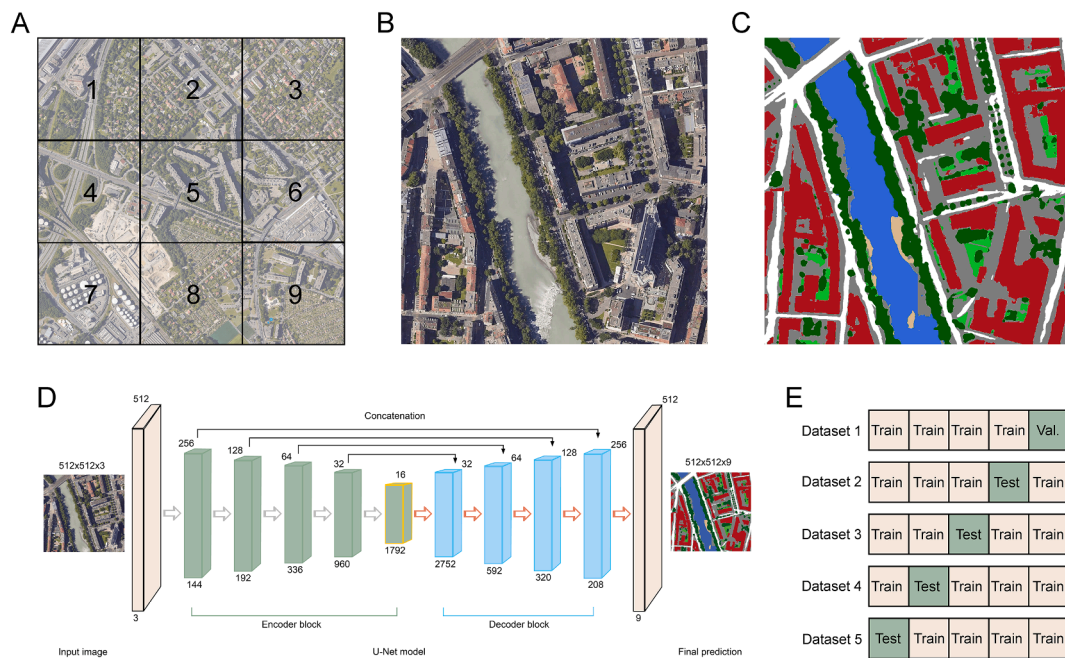 A
1 2 3
4 5 6
7 8 9
B
C
D
512
3
512x512x3
Input image
Concatenation
256 128 64 32 16
144 192 336 960 1792
32 64 128 256
2752 592 320 208
Encoder block
U-Net model
Decoder block
512
9
512x512x9
Final prediction
E
Dataset 1 Train Train Train Train Val.
Dataset 2 Train Train Train Test Train
Dataset 3 Train Train Test Train Train
Dataset 4 Train Test Train Train Train
Dataset 5 Test Train Train Train Train